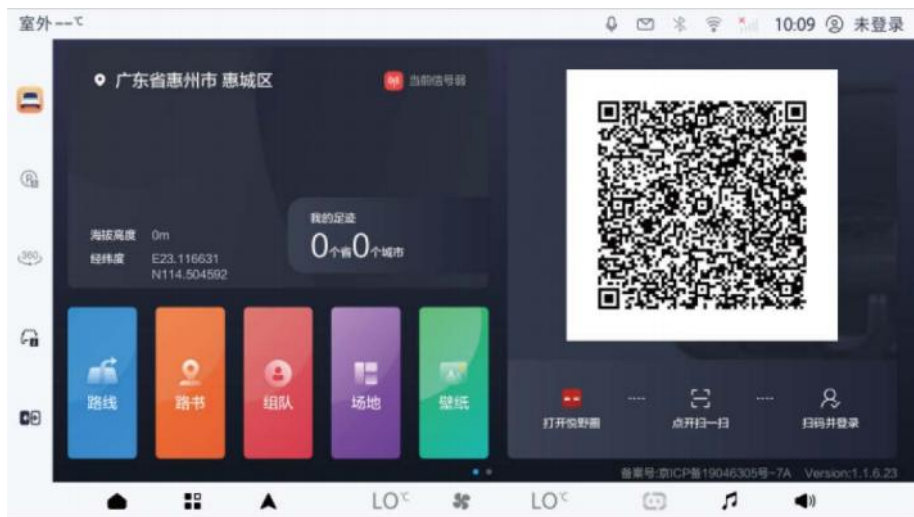 室外--℃
10:09
未登录
广东省惠州市 惠城区
当前信号弱
我的足迹
0个省0个城市
海拔高度 0m
经纬度 E23.116631
N114.504592
路线
路书
组队
场地
壁纸
打开悦野圈
点开扫一扫
扫码并登录
备案号:京ICP备19046305号-7A Version:1.1.6.23
LO℃
LO℃
360